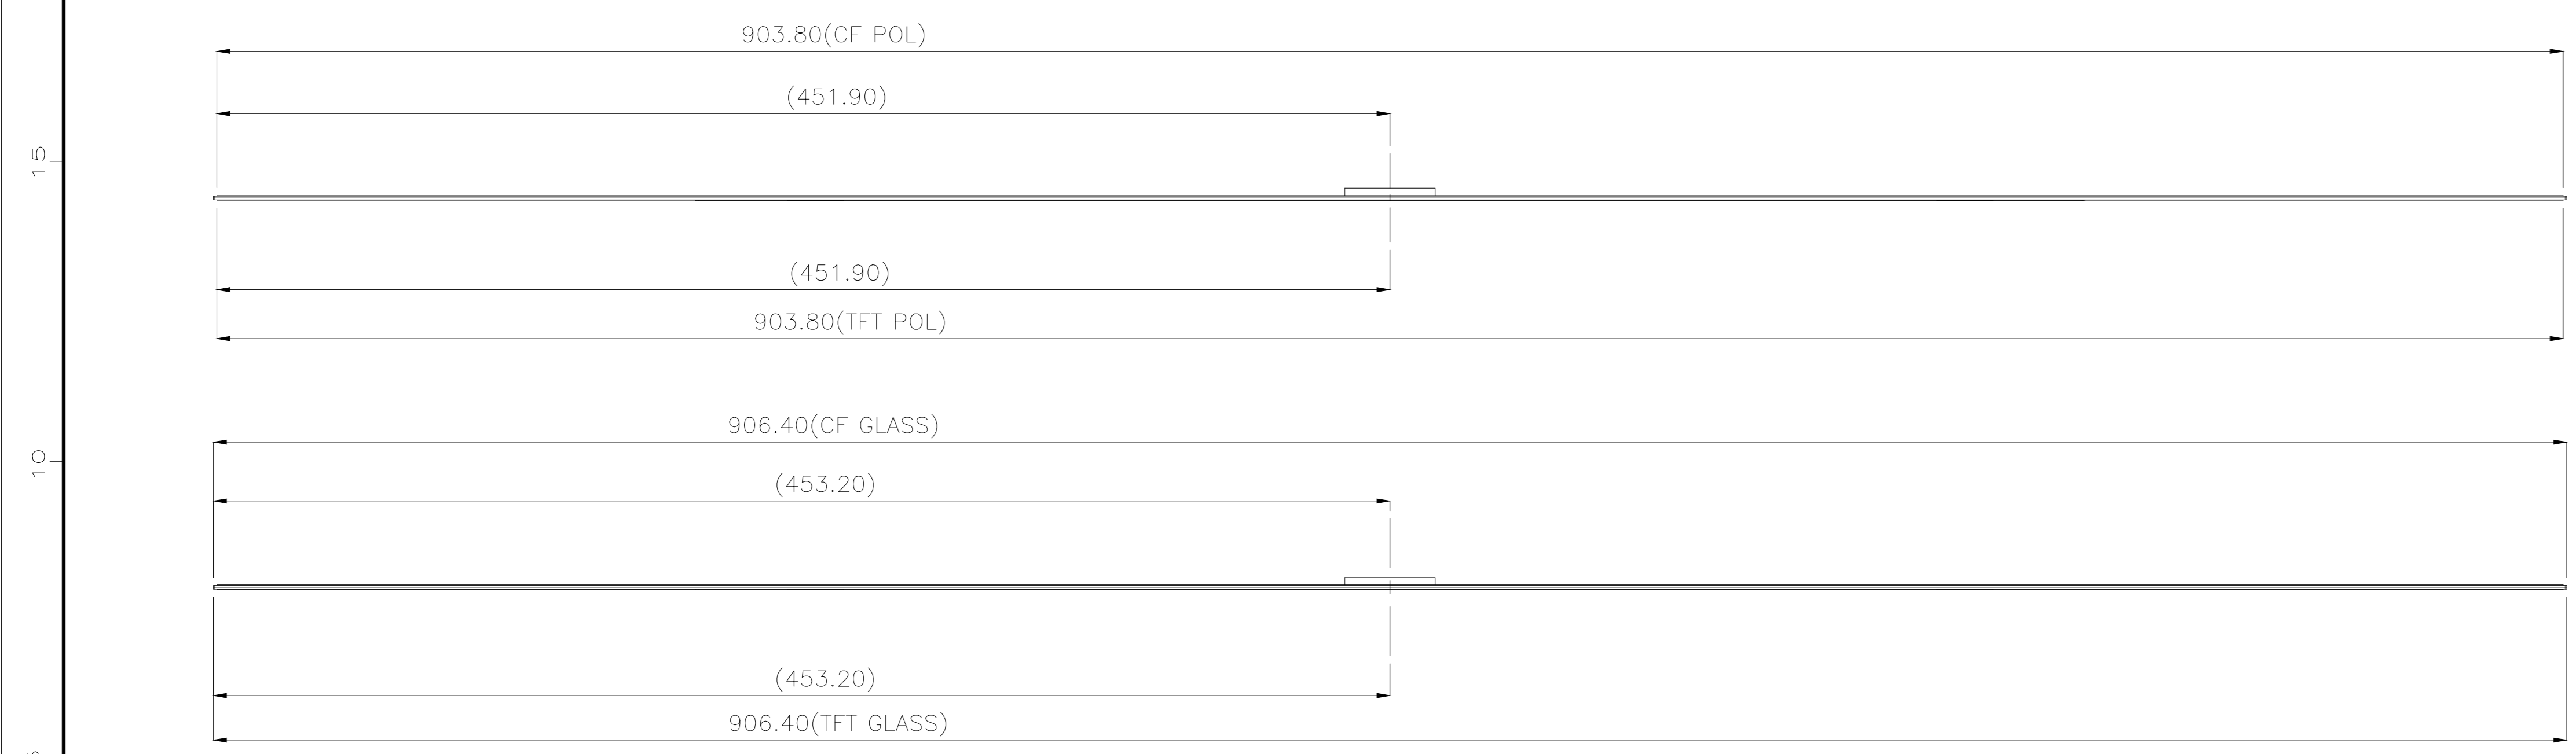 903.80(CF POL)
(451.90)
15
(451.90)
903.80(TFT POL)
906.40(CF GLASS)
10
(453.20)
(453.20)
906.40(TFT GLASS)